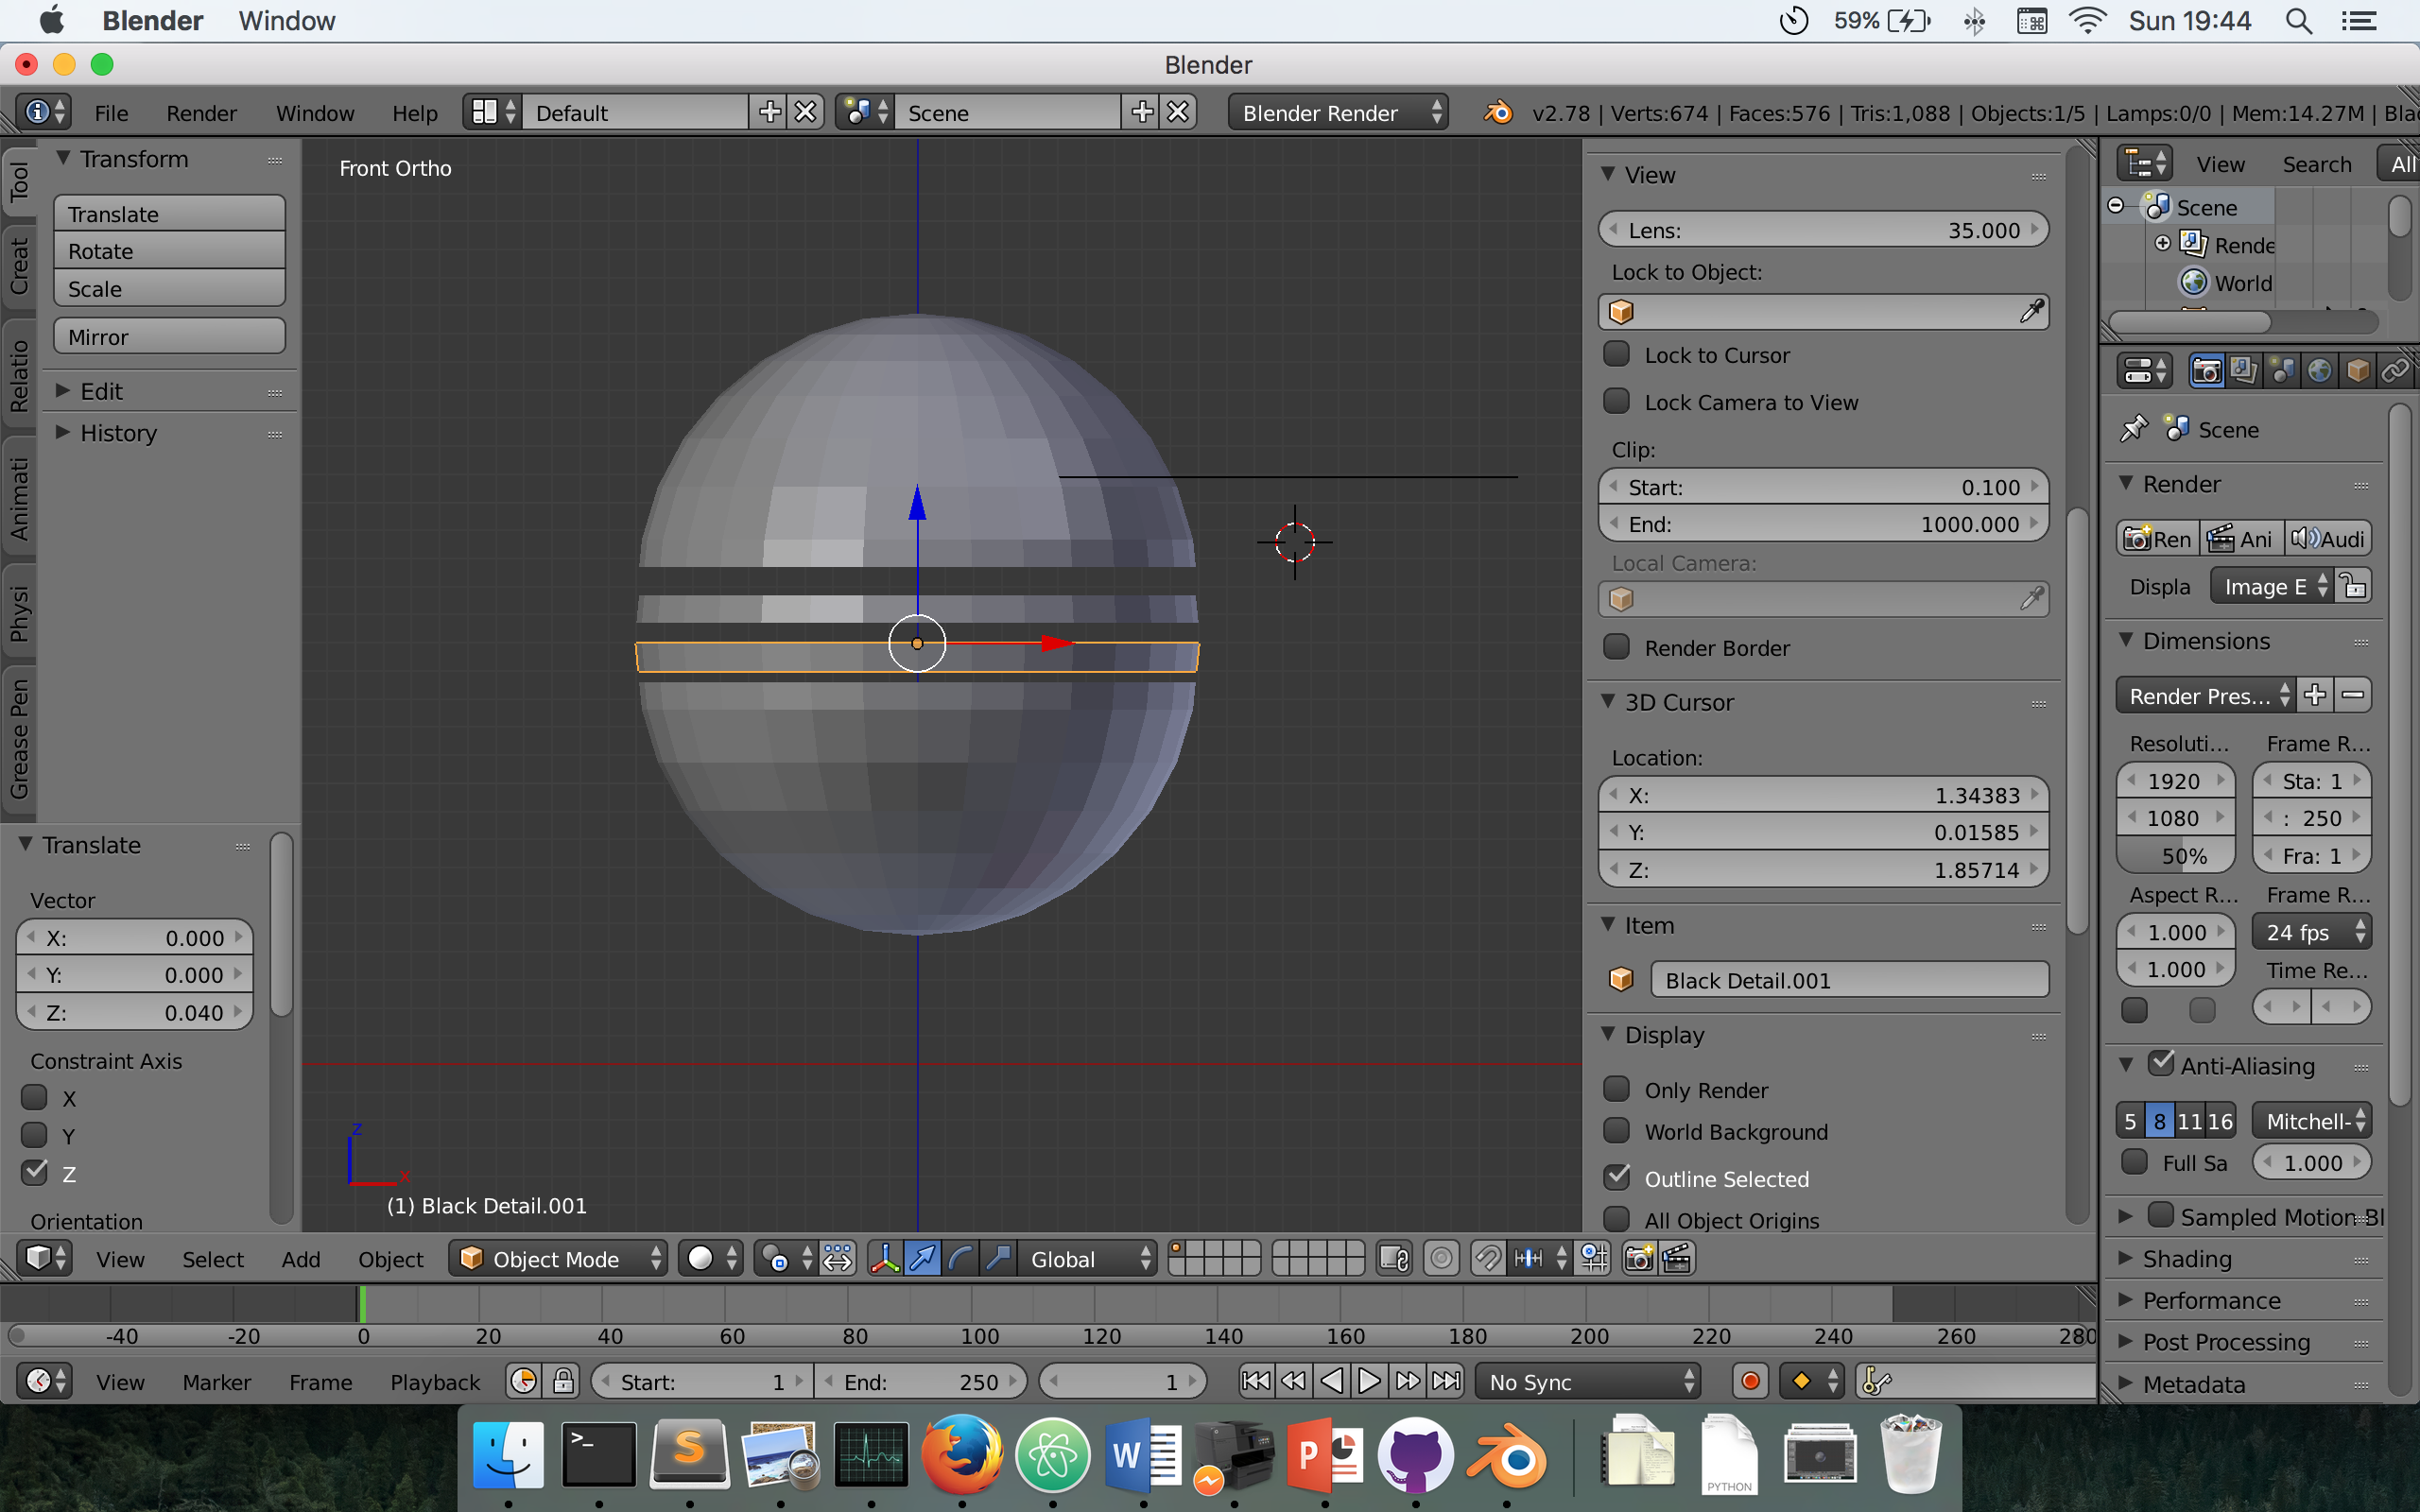 Blender Window 59% Sun 19:44
Blender
File Render Window Help Default Scene Blender Render v2.78 | Verts:674 | Faces:576 | Tris:1,088 | Objects:1/5 | Lamps:0/0 | Mem:14.27M | Bla
Tool
Creat
Relatio
Animati
Physi
Grease Pen
Transform
Translate
Rotate
Scale
Mirror
Edit
History
Translate
Vector
X: 0.000
Y: 0.000
Z: 0.040
Constraint Axis
X
Y
Z
Orientation
Front Ortho
z
x
(1) Black Detail.001
View
Lens: 35.000
Lock to Object:
Lock to Cursor
Lock Camera to View
Clip:
Start: 0.100
End: 1000.000
Local Camera:
Render Border
3D Cursor
Location:
X: 1.34383
Y: 0.01585
Z: 1.85714
Item
Black Detail.001
Display
Only Render
World Background
Outline Selected
All Object Origins
View Search All
Scene
Rende
World
Scene
Render
Ren Ani Audi
Displa Image E
Dimensions
Render Pres...
Resoluti... Frame R...
1920 Sta: 1
1080 : 250
50% Fra: 1
Aspect R... Frame R...
1.000 24 fps
1.000 Time Re...
Anti-Aliasing
5 8 11 16 Mitchell-
Full Sa 1.000
Sampled Motion Bl
Shading
Performance
Post Processing
Metadata
View Select Add Object Object Mode Global
-40 -20 0 20 40 60 80 100 120 140 160 180 200 220 240 260 280
View Marker Frame Playback Start: 1 End: 250 1 No Sync
>_ S W P PYTHON